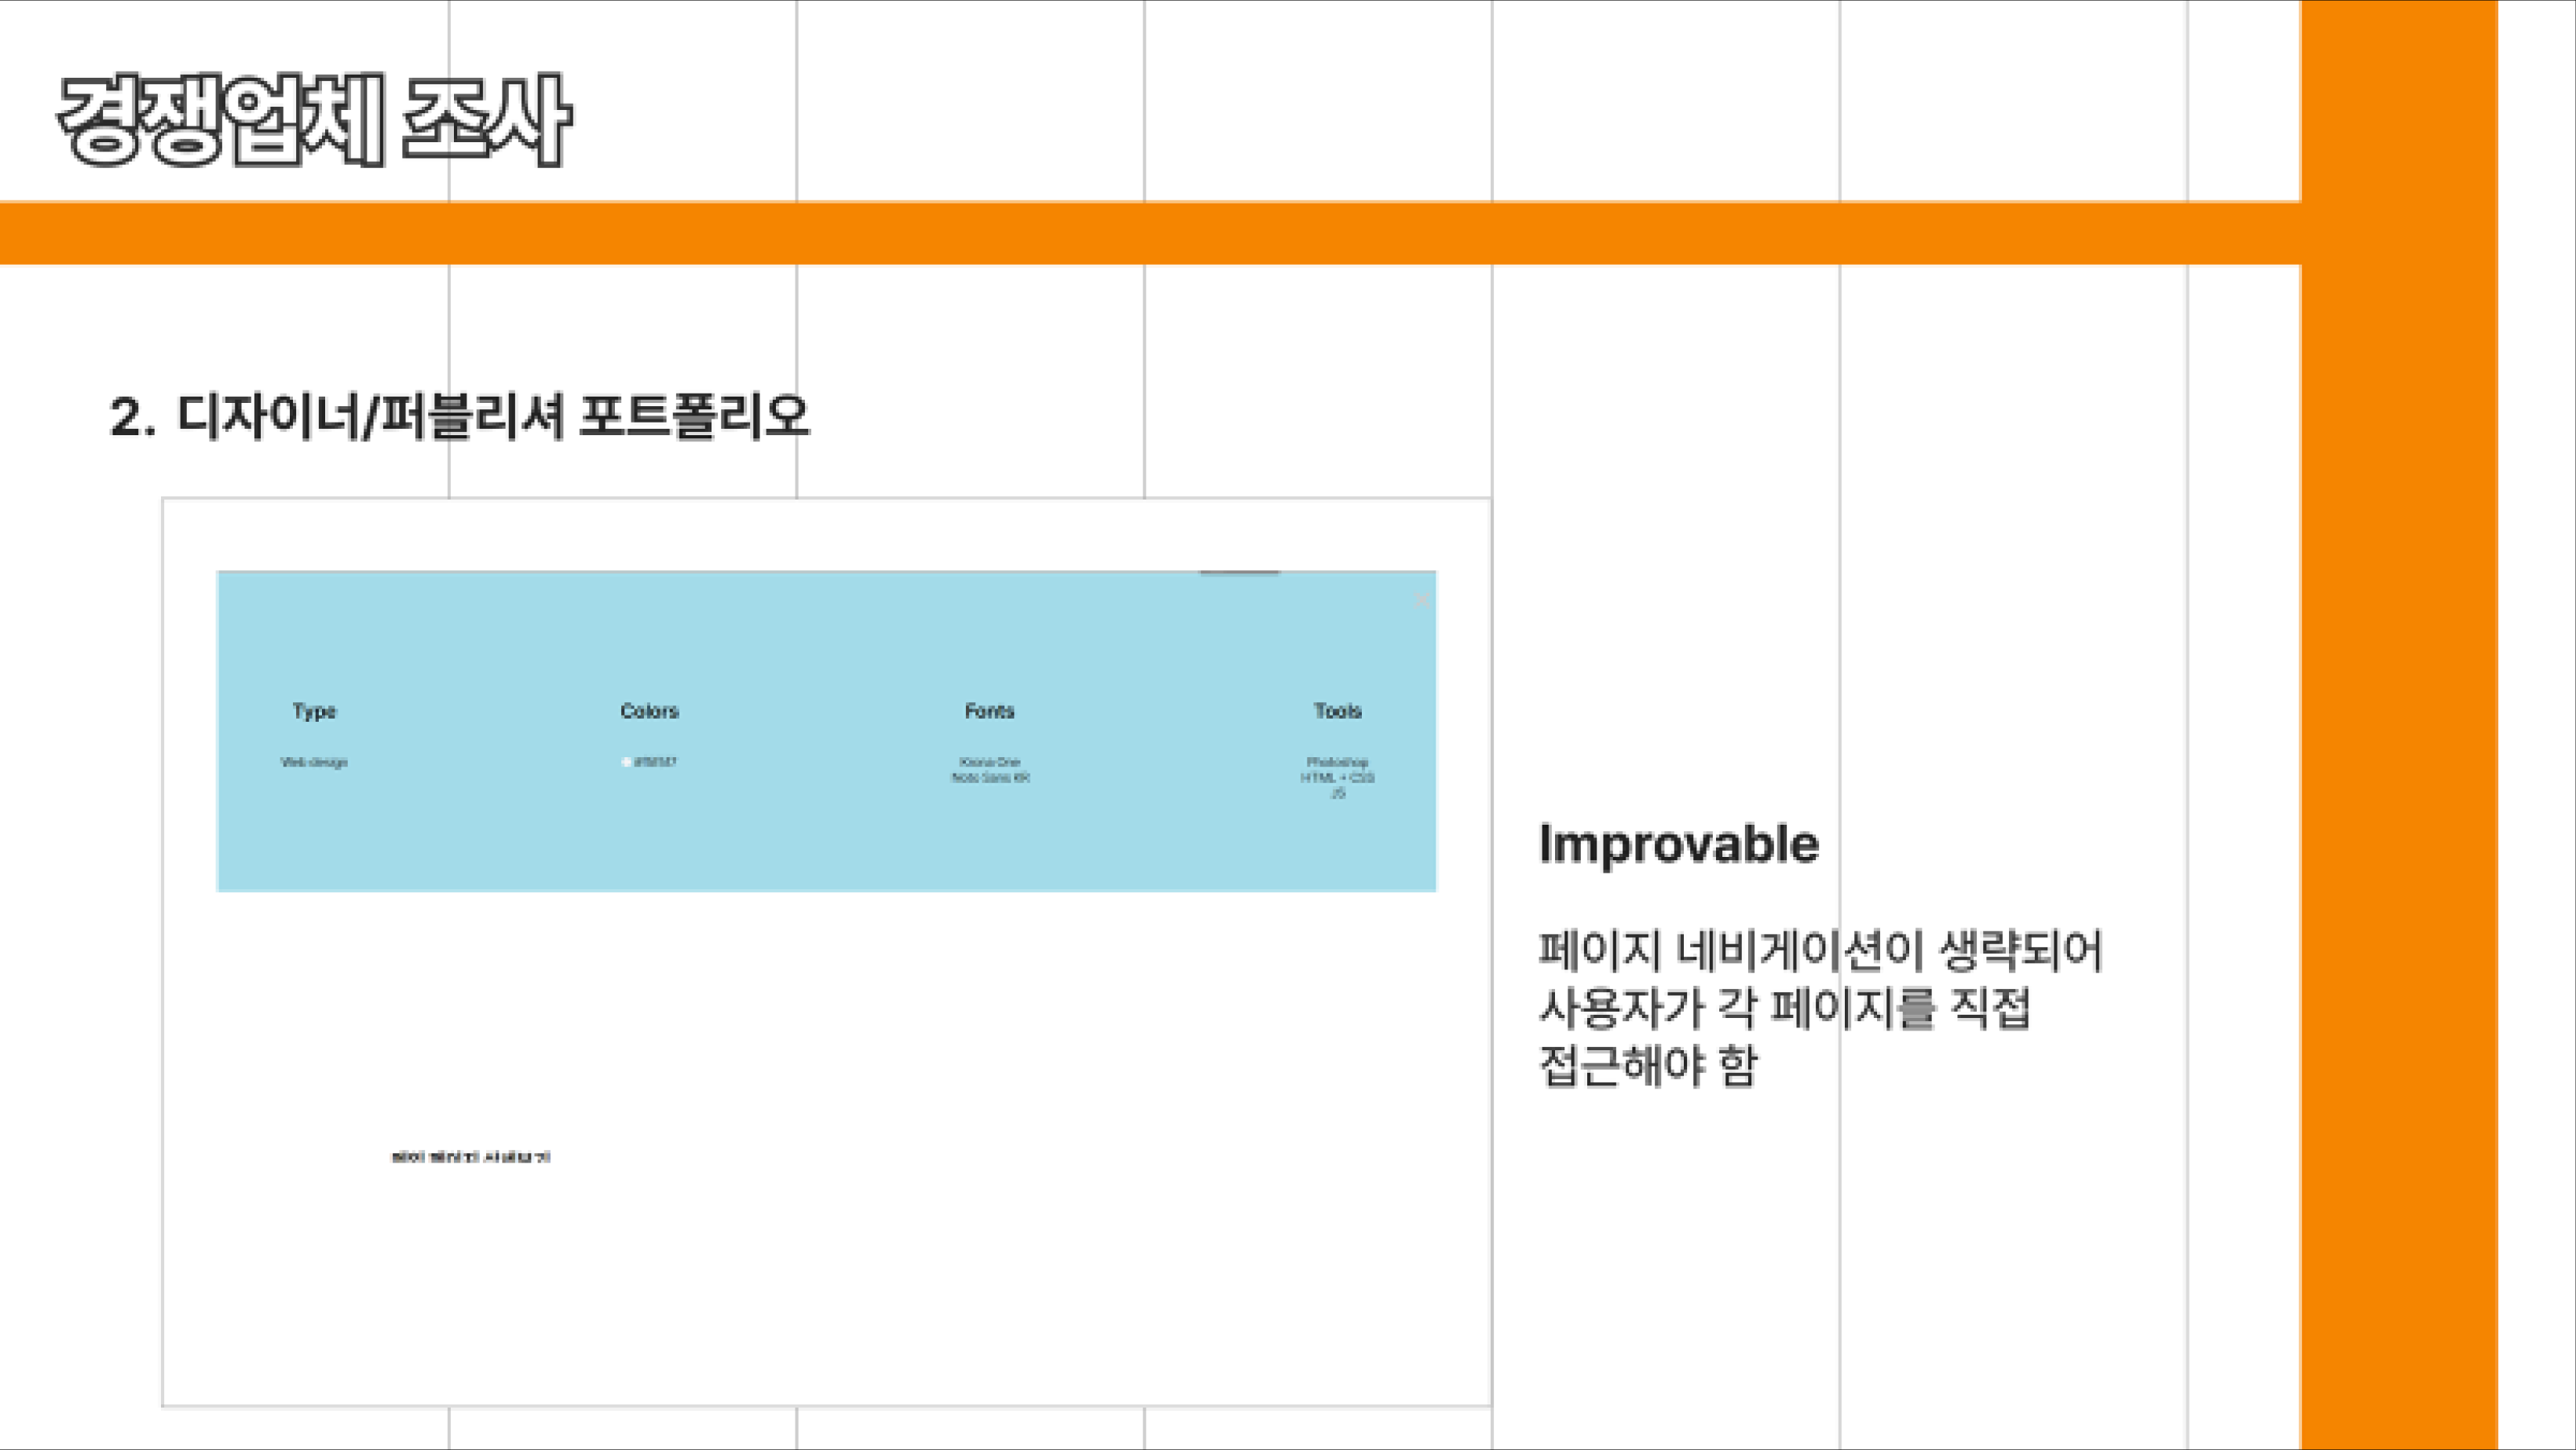 경쟁업체 조사
2. 디자이너/퍼블리셔 포트폴리오
Type
Colors
Fonts
Tools
Web design
Krona One
Noto Sans KR
Photoshop
HTML + CSS
JS
Improvable
페이지 네비게이션이 생략되어
사용자가 각 페이지를 직접
접근해야 함